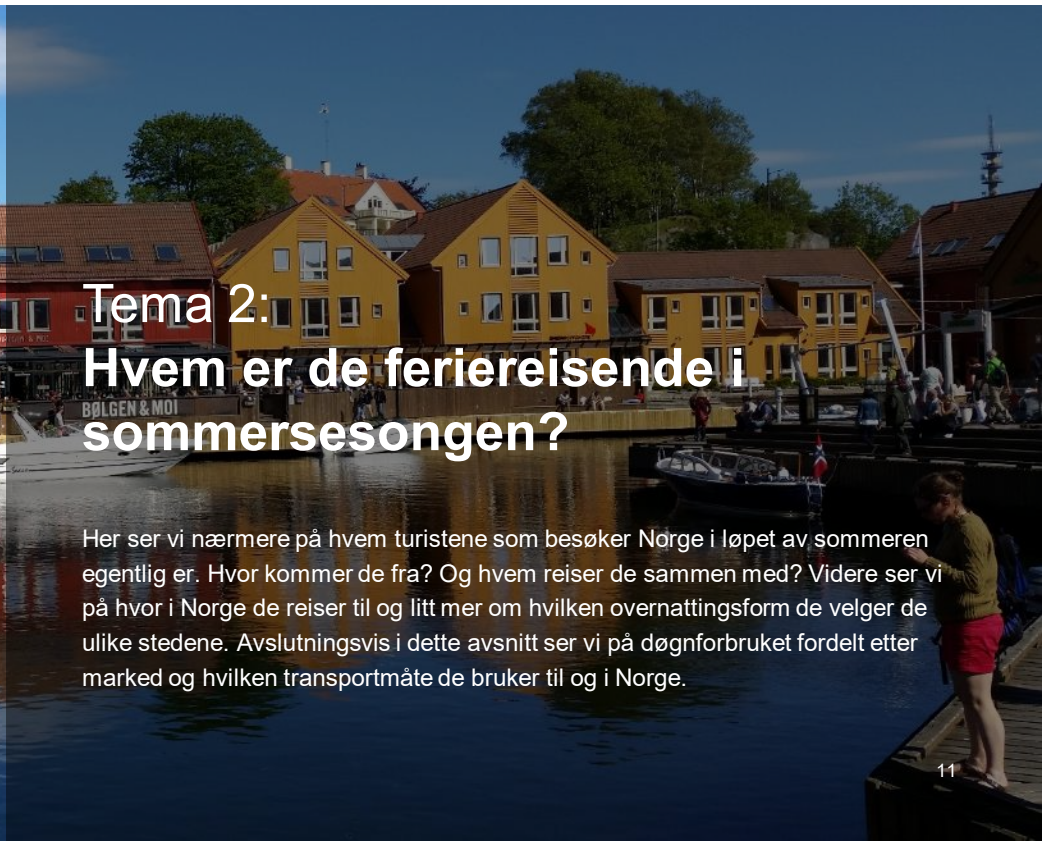 Tema 2:
Hvem er de feriereisende i
BØLGEN & MOI
sommersesongen?
Her ser vi nærmere på hvem turistene som besøker Norge i løpet av sommeren
egentlig er. Hvor kommer de fra? Og hvem reiser de sammen med? Videre ser vi
på hvor i Norge de reiser til og litt mer om hvilken overnattingsform de velger de
ulike stedene. Avslutningsvis i dette avsnitt ser vi på døgnforbruket fordelt etter
marked og hvilken transportmåte de bruker til og i Norge.
11